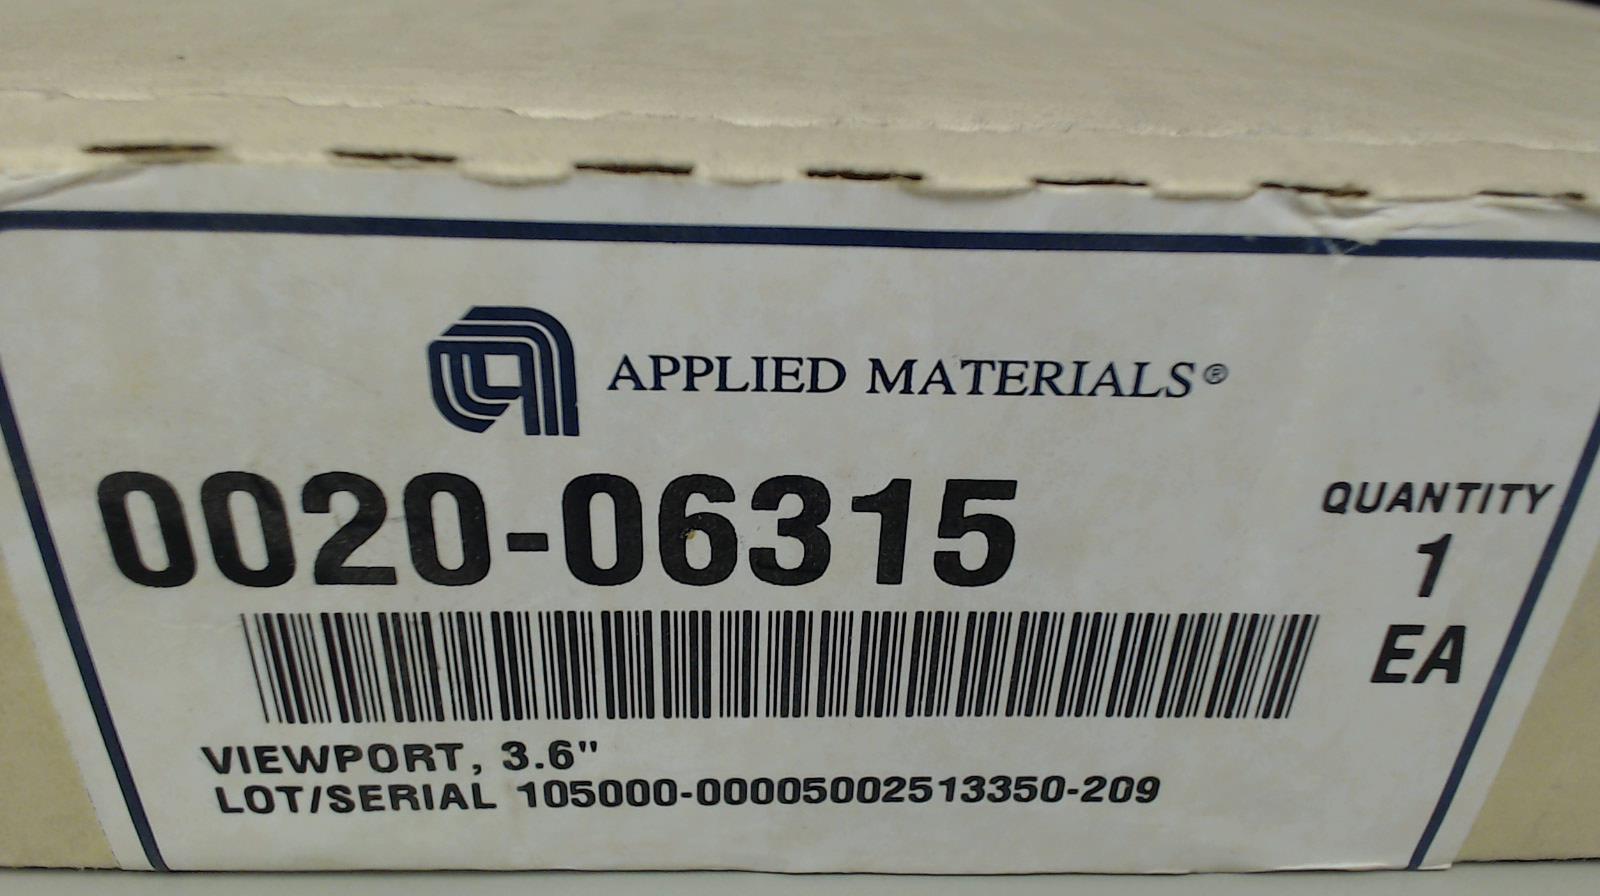 APPLIED MATERIALS®
0020-06315
QUANTITY
1
EA
VIEWPORT, 3.6"
LOT/SERIAL 105000-00005002513350-209